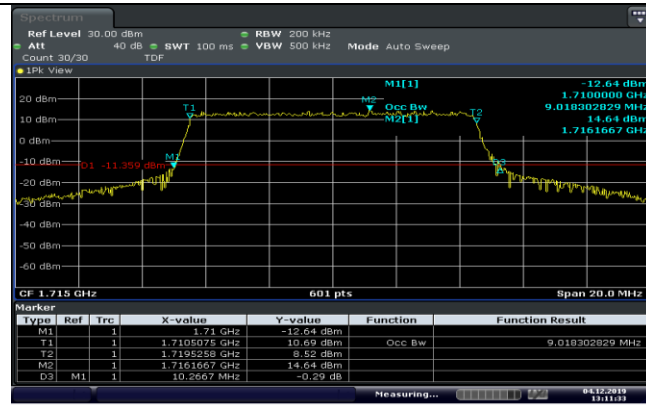 Spectrum
Ref Level 30.00 dBm RBW 200 kHz
Att 40 dB SWT 100 ms VBW 500 kHz Mode Auto Sweep
Count 30/30 TDF
1Pk View
M1[1] -12.64 dBm
1.7100000 GHz
20 dBm
M2
T1 Occ Bw 9.018302829 MHz
10 dBm M2[1] T2 14.64 dBm
1.7161667 GHz
0 dBm
-10 dBm D1 -11.359 dBm M1 D3
-20 dBm
-30 dBm
-40 dBm
-50 dBm
-60 dBm
CF 1.715 GHz 601 pts Span 20.0 MHz
Marker
Type Ref Trc X-value Y-value Function Function Result
M1 1 1.71 GHz -12.64 dBm
T1 1 1.7105075 GHz 10.69 dBm Occ Bw 9.018302829 MHz
T2 1 1.7195258 GHz 8.52 dBm
M2 1 1.7161667 GHz 14.64 dBm
D3 M1 1 10.2667 MHz -0.29 dB
Measuring... 04.12.2019
13:11:33